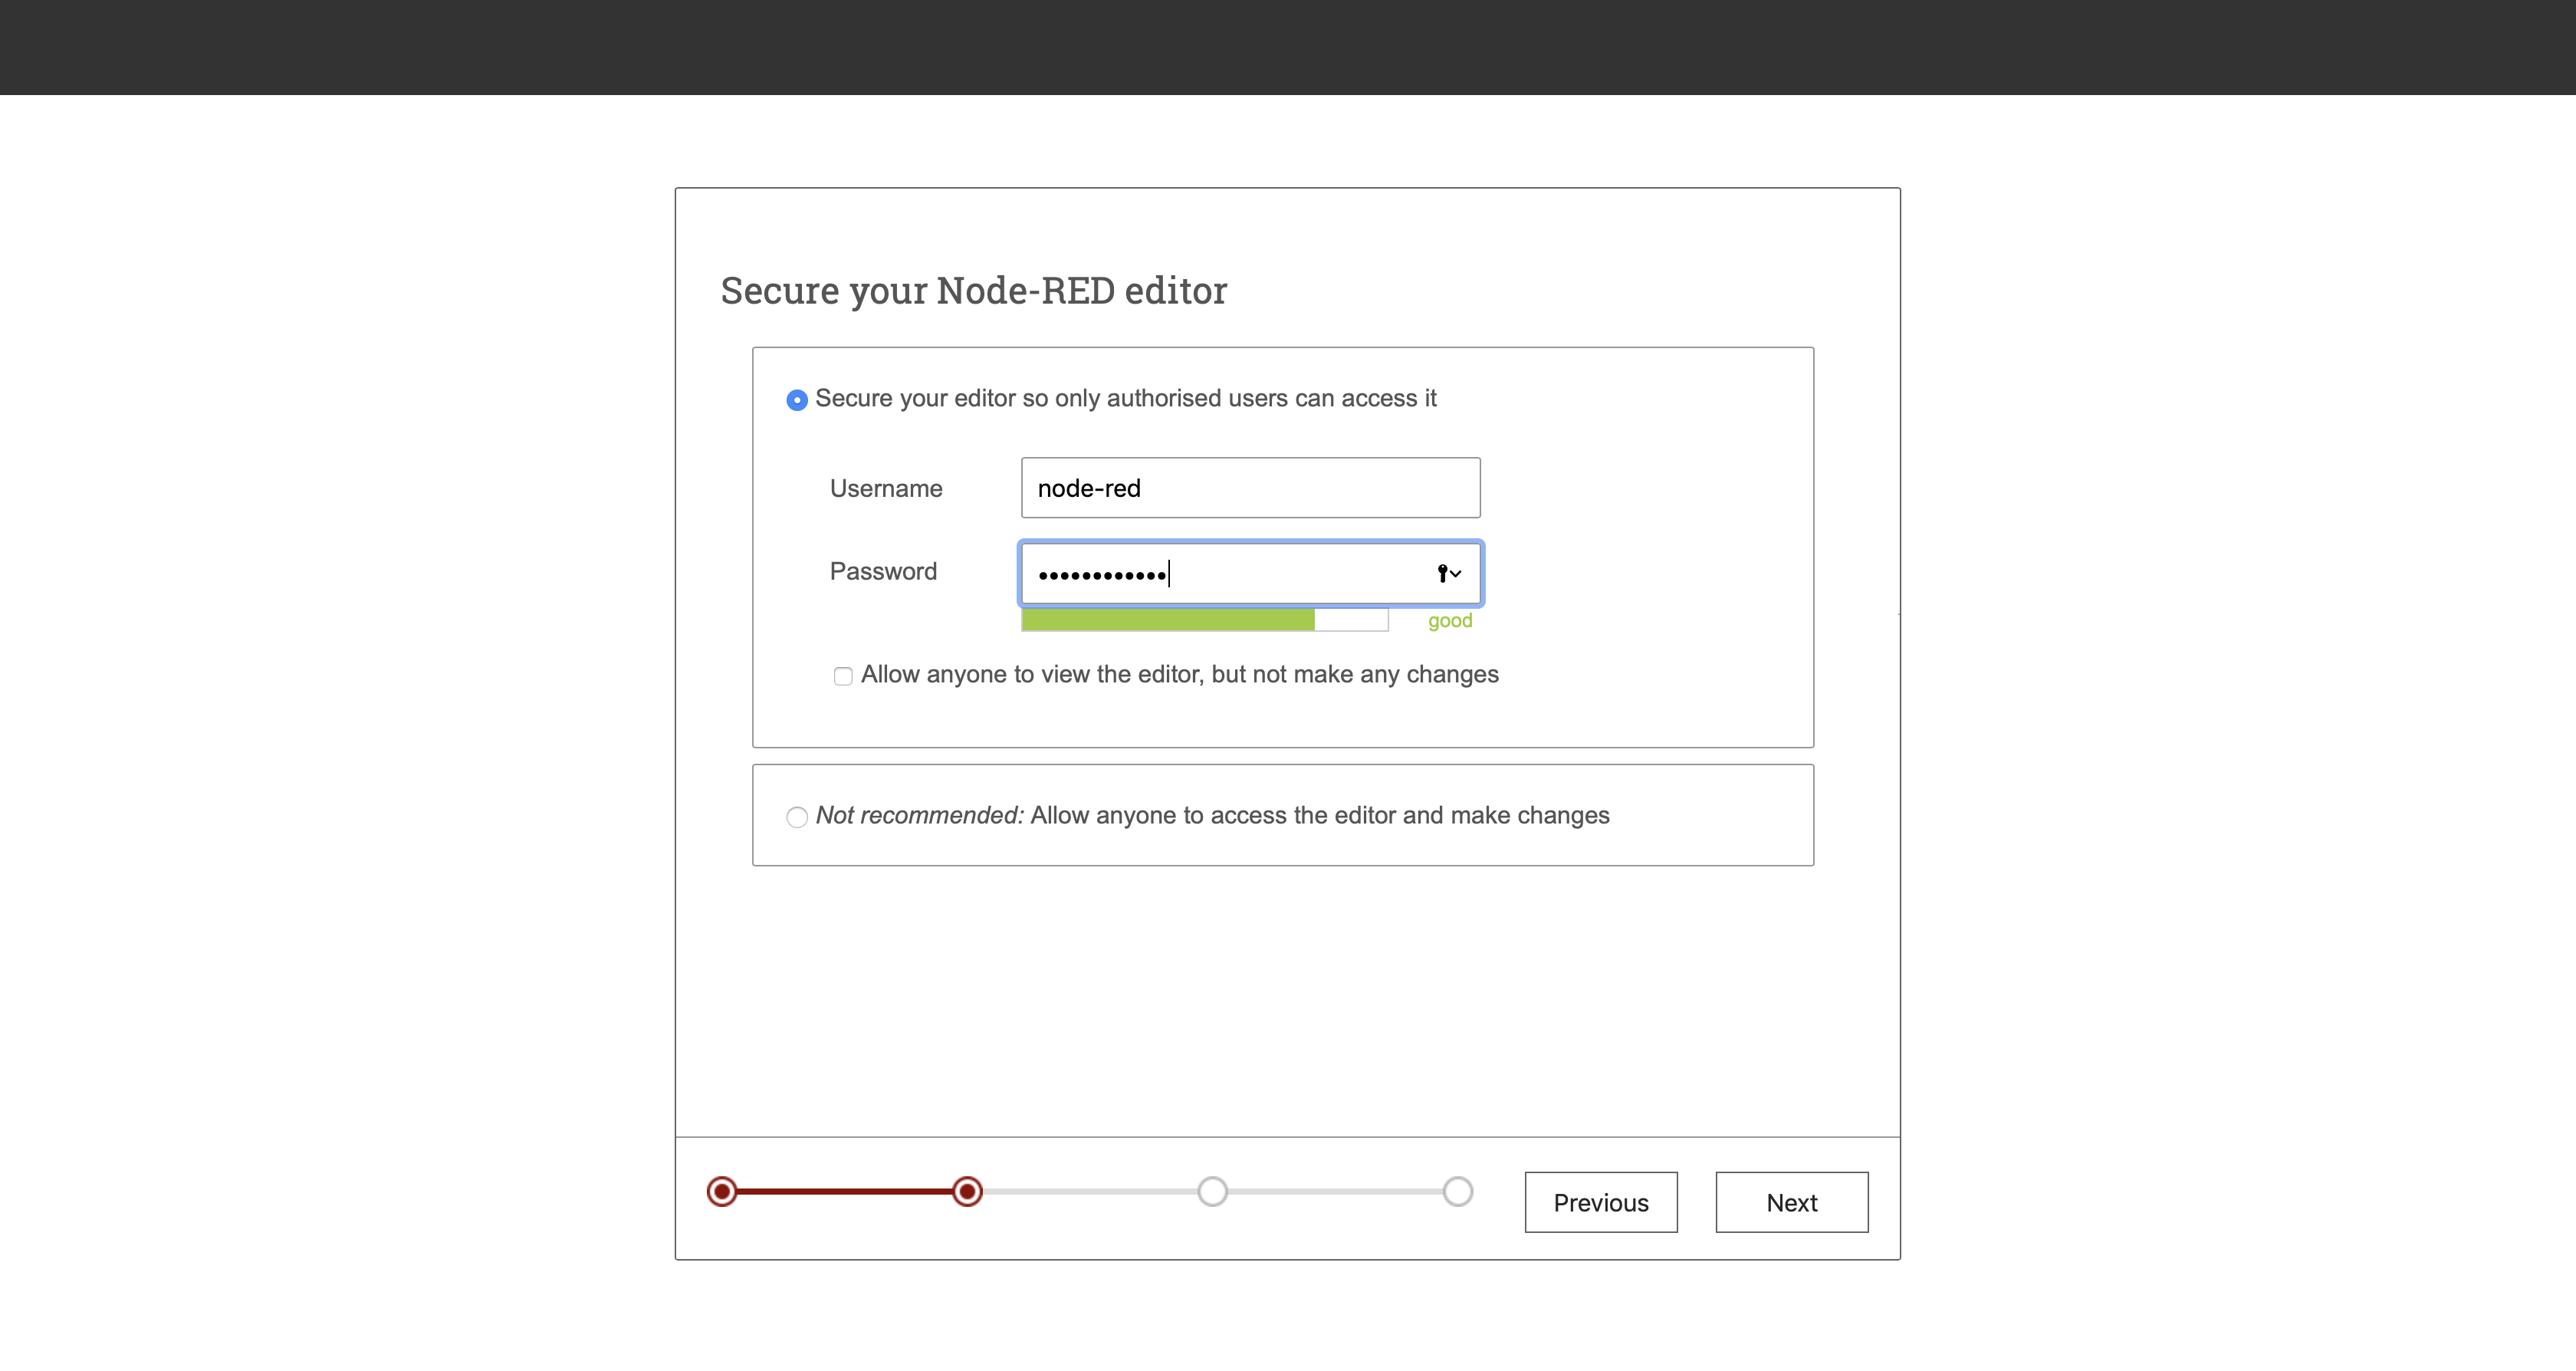 Secure your Node-RED editor
Secure your editor so only authorised users can access it
Username
node-red
Password
••••••••••••
good
Allow anyone to view the editor, but not make any changes
Not recommended: Allow anyone to access the editor and make changes
Previous
Next